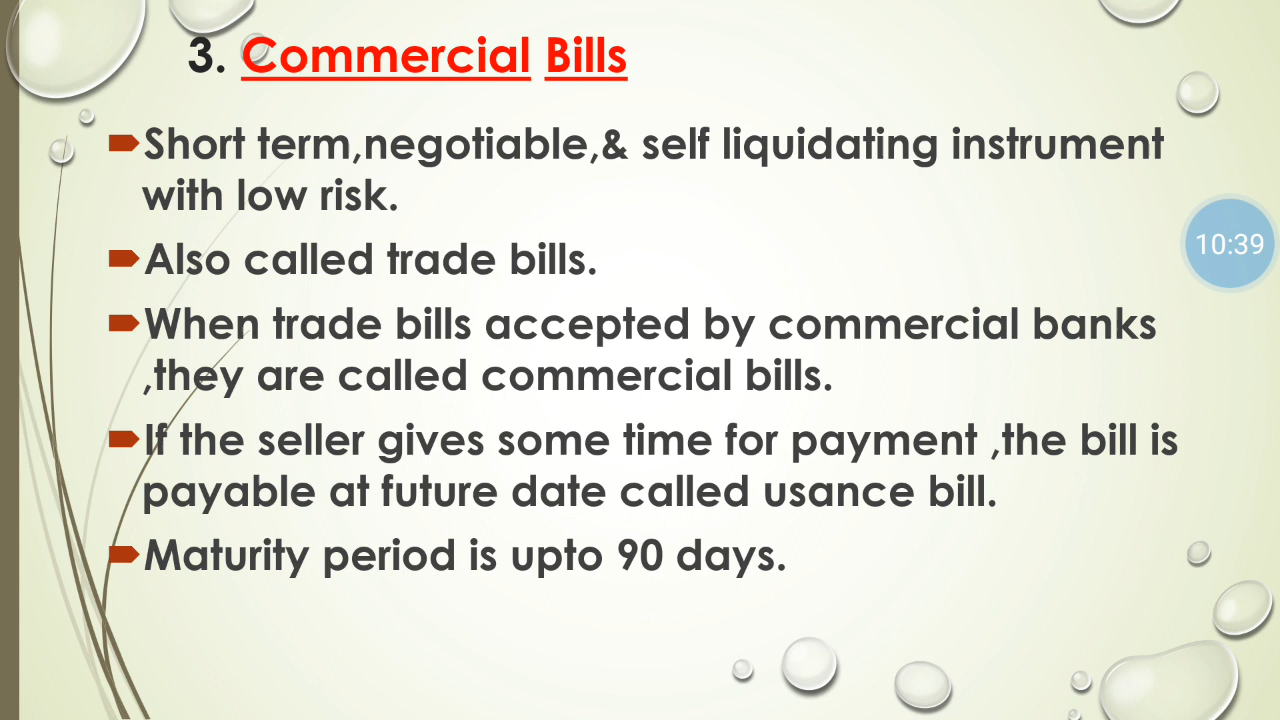 3. Commercial Bills
Short term,negotiable,& self liquidating instrument
with low risk.
10:39
Also called trade bills.
When trade bills accepted by commercial banks
,they are called commercial bills.
If the seller gives some time for payment ,the bill is
payable at future date called usance bill.
Maturity period is upto 90 days.